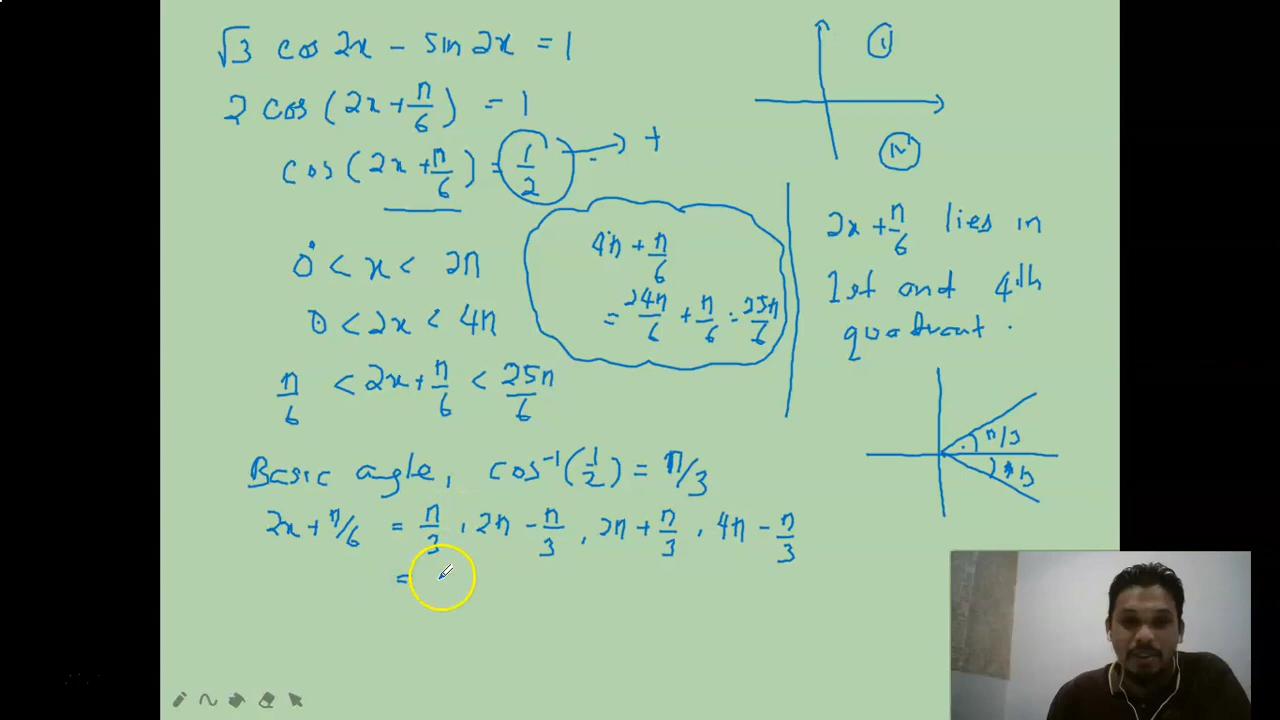 √3 cos 2x - sin 2x = 1
2 cos (2x + π/6) = 1
cos (2x + π/6) = 1/2 → +
0° < x < 2π
0 < 2x < 4π
π/6 < 2x + π/6 < 25π/6
4π + π/6
= 24π/6 + π/6 = 25π/6
Basic angle, cos⁻¹(1/2) = π/3
2x + π/6 = π/3, 2π - π/3, 2π + π/3, 4π - π/3
=
1
IV
2x + π/6 lies in
1st and 4th
quadrant.
π/3